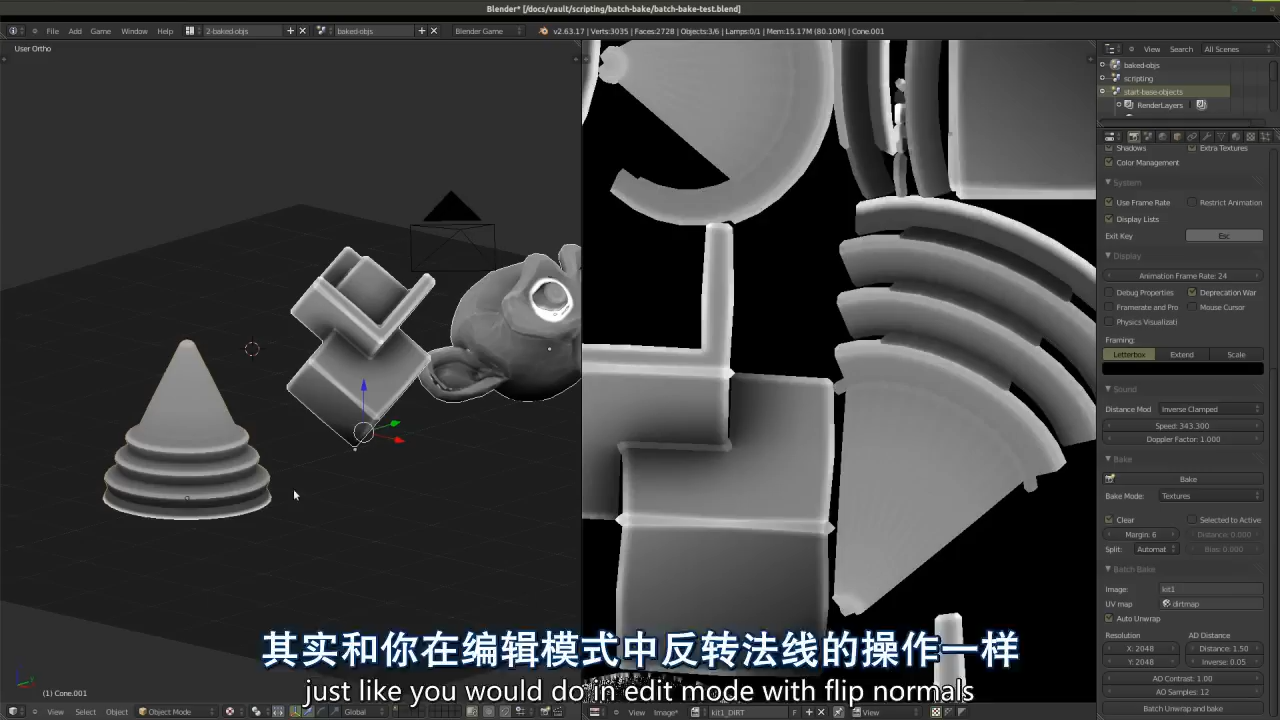 Blender* [/docs/vault/scripting/batch-bake/batch-bake-test.blend]
File Add Game Window Help 2-baked-objs baked-objs Blender Game v2.63.17 | Verts:3035 | Faces:2728 | Objects:3/6 | Lamps:0/1 | Mem:15.17M (80.10M) | Cone.001
User Ortho
View Search All Scenes
baked-objs
scripting
start-base-objects
RenderLayers
Shadows Extra Textures
Color Management
System
Use Frame Rate Restrict Animation
Display Lists
Exit Key Esc
Display
Animation Frame Rate: 24
Debug Properties Deprecation War
Framerate and Pro Mouse Cursor
Physics Visualizati
Framing:
Letterbox Extend Scale
Sound
Distance Mod Inverse Clamped
Speed: 343.300
Doppler Factor: 1.000
Bake
Bake
Bake Mode: Textures
Clear Selected to Active
Margin: 6 Distance: 0.000
Split: Automat Bias: 0.000
Batch Bake
Image: kit1
UV map dirtmap
Auto Unwrap
Resolution AO Distance
X: 2048 Distance: 1.50
Y: 2048 Inverse: 0.05
AO Contrast: 1.00
AO Samples: 12
Batch Unwrap and Bake
其实和你在编辑模式中反转法线的操作一样
just like you would do in edit mode with flip normals
(1) Cone.001
View Select Object Object Mode Global View Image* kit1_DIRT F View